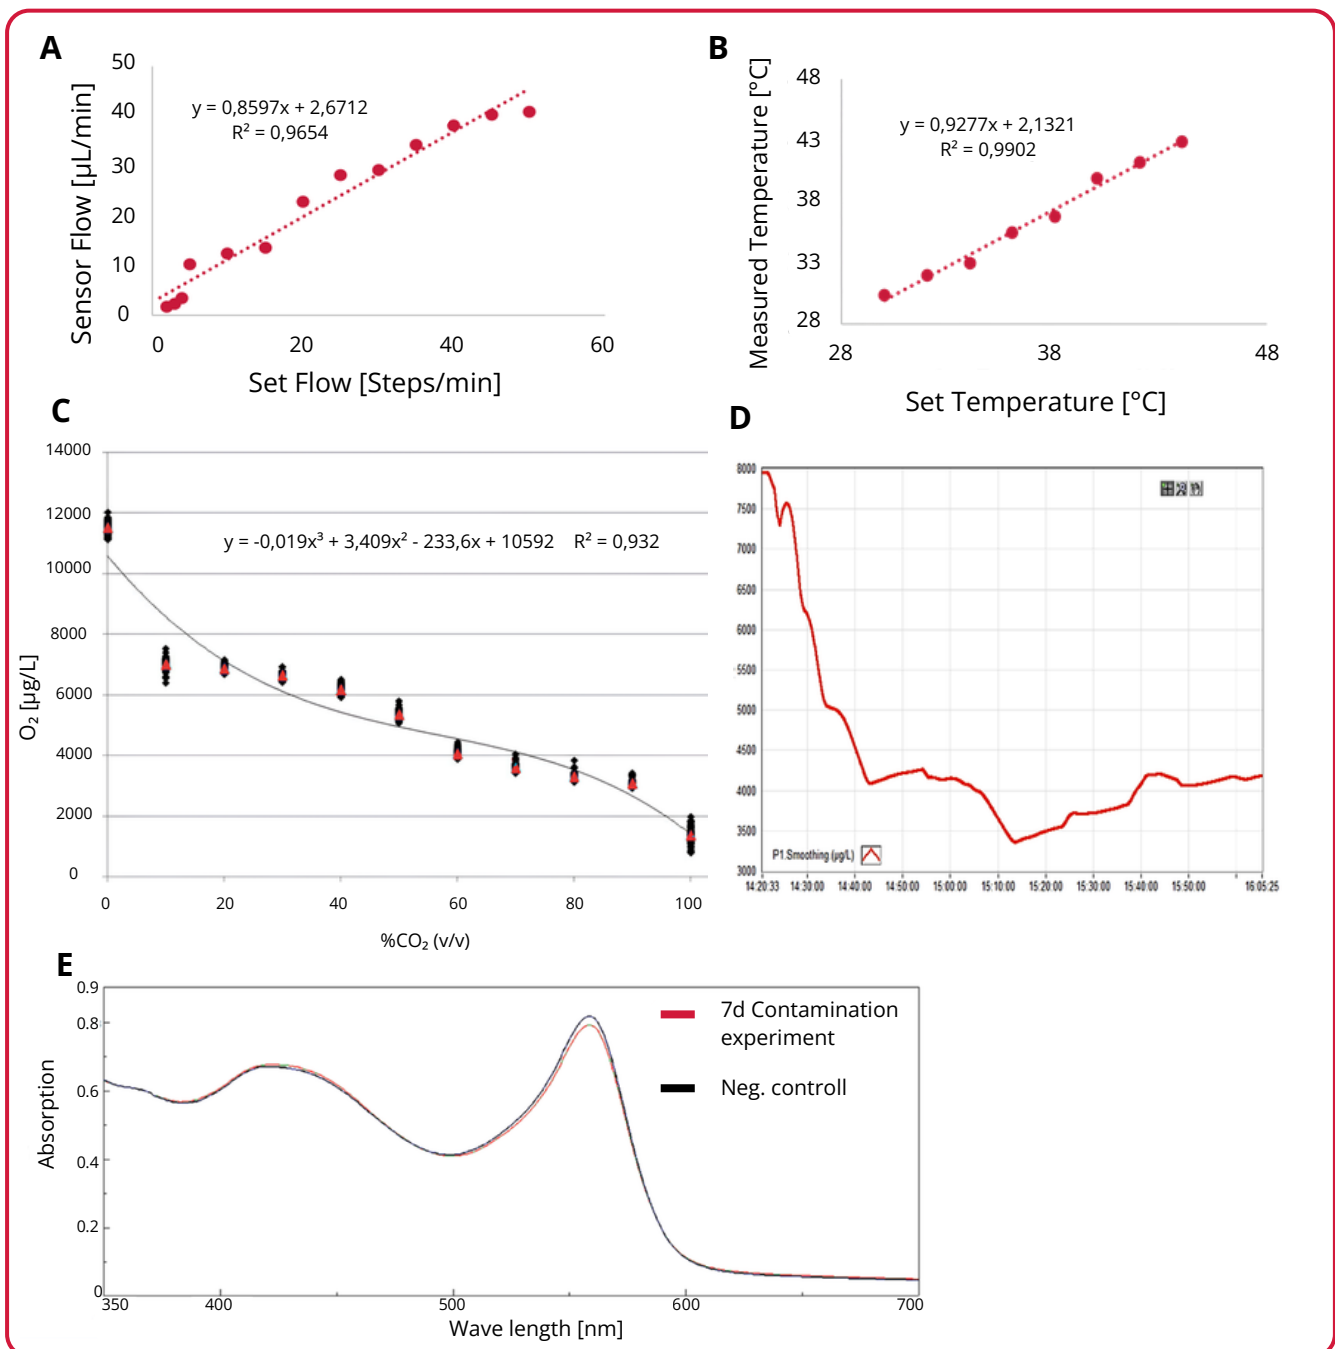 A
Sensor Flow [µL/min]
50
40
30
20
10
0
y = 0,8597x + 2,6712
R² = 0,9654
0 20 40 60
Set Flow [Steps/min]
B
Measured Temperature [°C]
48
43
38
33
28
y = 0,9277x + 2,1321
R² = 0,9902
28 38 48
Set Temperature [°C]
C
O₂ [µg/L]
14000
12000
10000
8000
6000
4000
2000
0
y = -0,019x³ + 3,409x² - 233,6x + 10592 R² = 0,932
0 20 40 60 80 100
%CO₂ (v/v)
D
8000
7500
7000
6500
6000
5500
5000
4500
4000
3500
3000
P1.Smoothing (µg/L)
14:20:33 14:30:00 14:40:00 14:50:00 15:00:00 15:10:00 15:20:00 15:30:00 15:40:00 15:50:00 16:05:25
E
Absorption
0.9
0.8
0.6
0.4
0.2
0
7d Contamination
experiment
Neg. controll
350 400 500 600 700
Wave length [nm]